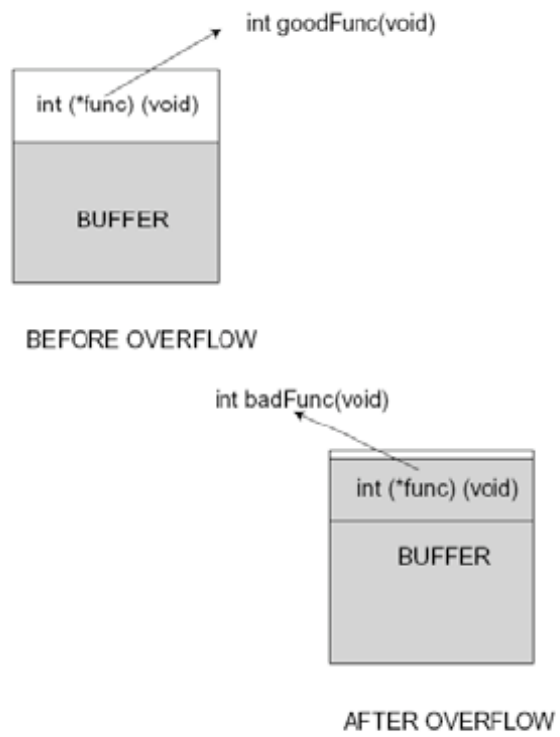 int goodFunc(void)
int (*func) (void)
BUFFER
BEFORE OVERFLOW
int badFunc(void)
int (*func) (void)
BUFFER
AFTER OVERFLOW